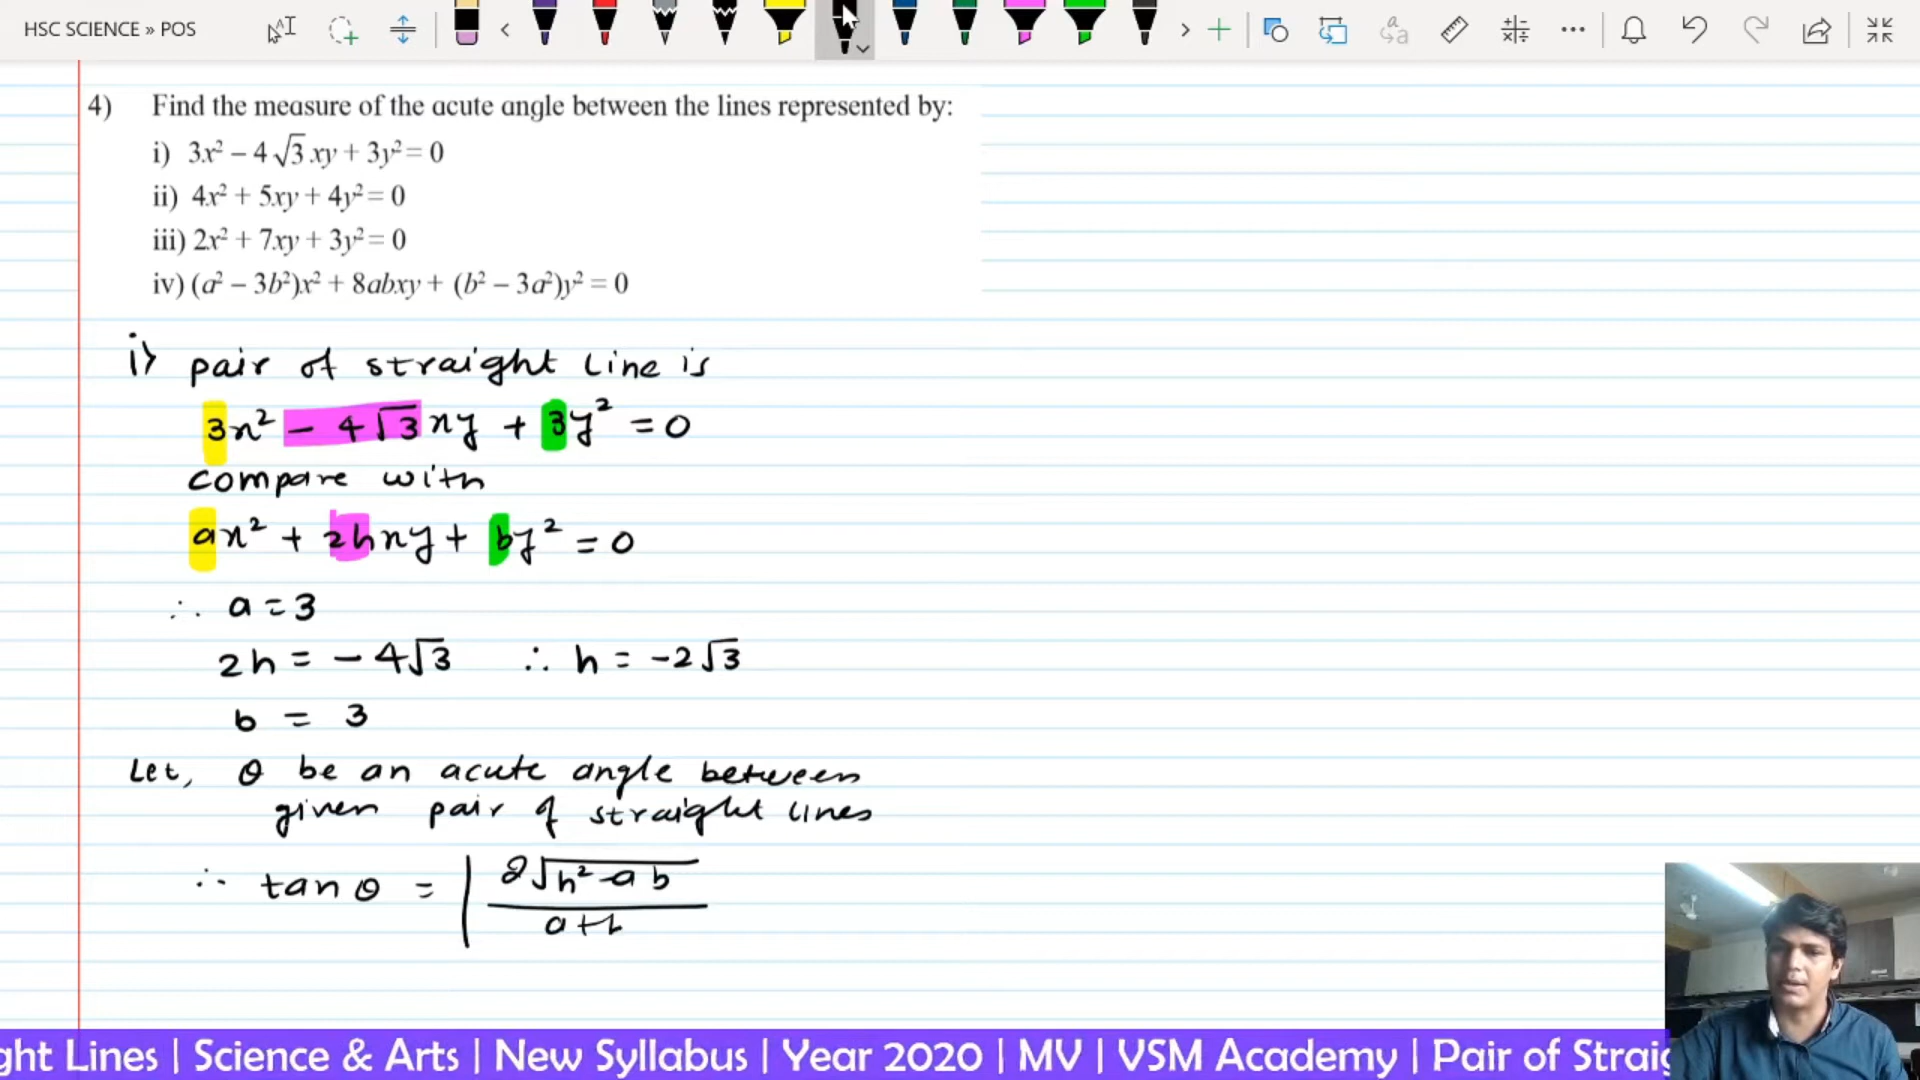 HSC SCIENCE » POS
4) Find the measure of the acute angle between the lines represented by:
i) 3x² – 4√3xy + 3y² = 0
ii) 4x² + 5xy + 4y² = 0
iii) 2x² + 7xy + 3y² = 0
iv) (a² – 3b²)x² + 8abxy + (b² – 3a²)y² = 0
i) pair of straight line is
3x² – 4√3 xy + 3y² = 0
compare with
ax² + 2hxy + by² = 0
∴ a = 3
2h = – 4√3 ∴ h = -2√3
b = 3
Let, θ be an acute angle between
given pair of straight lines
∴ tan θ = | 2√h²-ab / a+b
ght Lines | Science & Arts | New Syllabus | Year 2020 | MV | VSM Academy | Pair of Straig